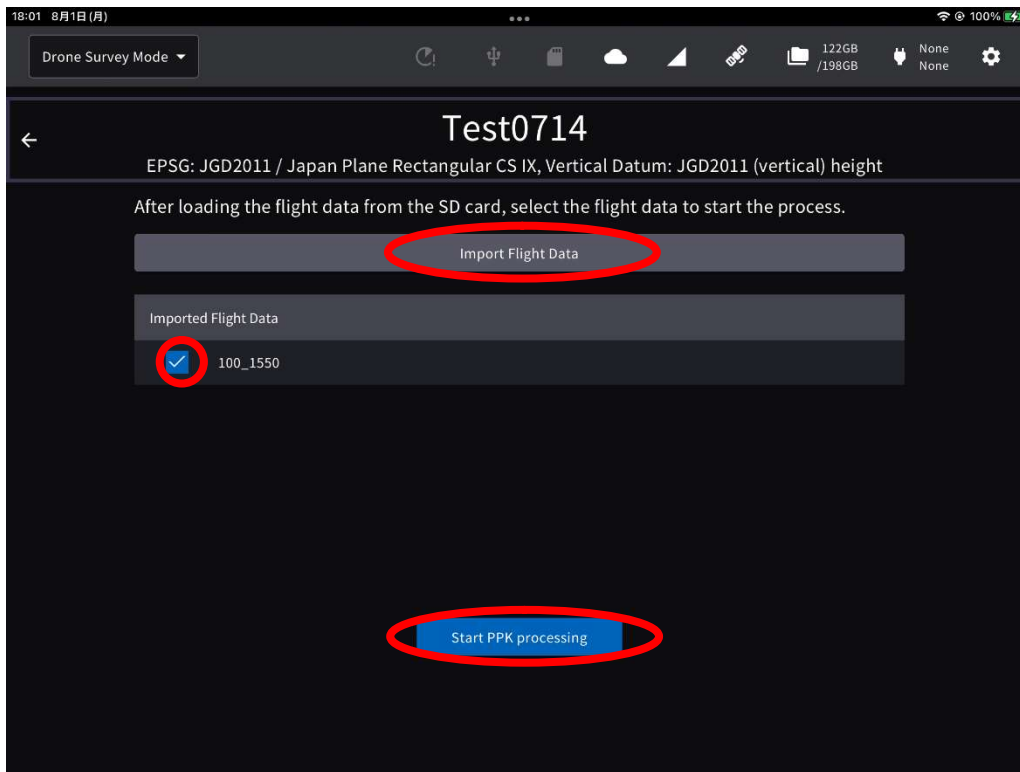 18:01 8月1日(月)
100%
Drone Survey Mode
122GB
/198GB
None
None
Test0714
EPSG: JGD2011 / Japan Plane Rectangular CS IX, Vertical Datum: JGD2011 (vertical) height
After loading the flight data from the SD card, select the flight data to start the process.
Import Flight Data
Imported Flight Data
100_1550
Start PPK processing